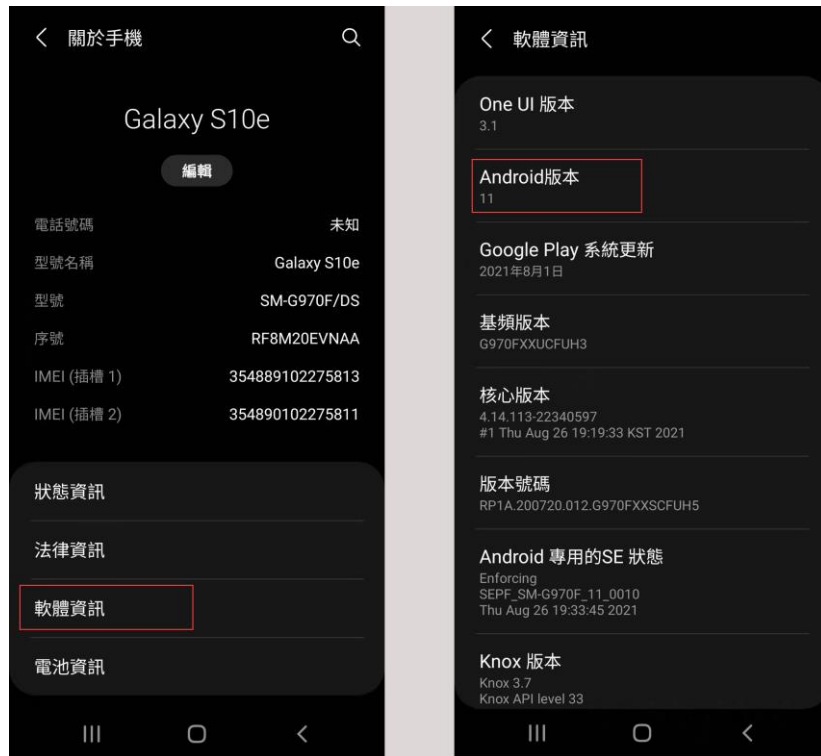 關於手機
Galaxy S10e
編輯
電話號碼 未知
型號名稱 Galaxy S10e
型號 SM-G970F/DS
序號 RF8M20EVNAA
IMEI (插槽 1) 354889102275813
IMEI (插槽 2) 354890102275811
狀態資訊
法律資訊
軟體資訊
電池資訊
軟體資訊
One UI 版本
3.1
Android版本
11
Google Play 系統更新
2021年8月1日
基頻版本
G970FXXUCFUH3
核心版本
4.14.113-22340597
#1 Thu Aug 26 19:19:33 KST 2021
版本號碼
RP1A.200720.012.G970FXXSCFUH5
Android 專用的SE 狀態
Enforcing
SEPF_SM-G970F_11_0010
Thu Aug 26 19:33:45 2021
Knox 版本
Knox 3.7
Knox API level 33